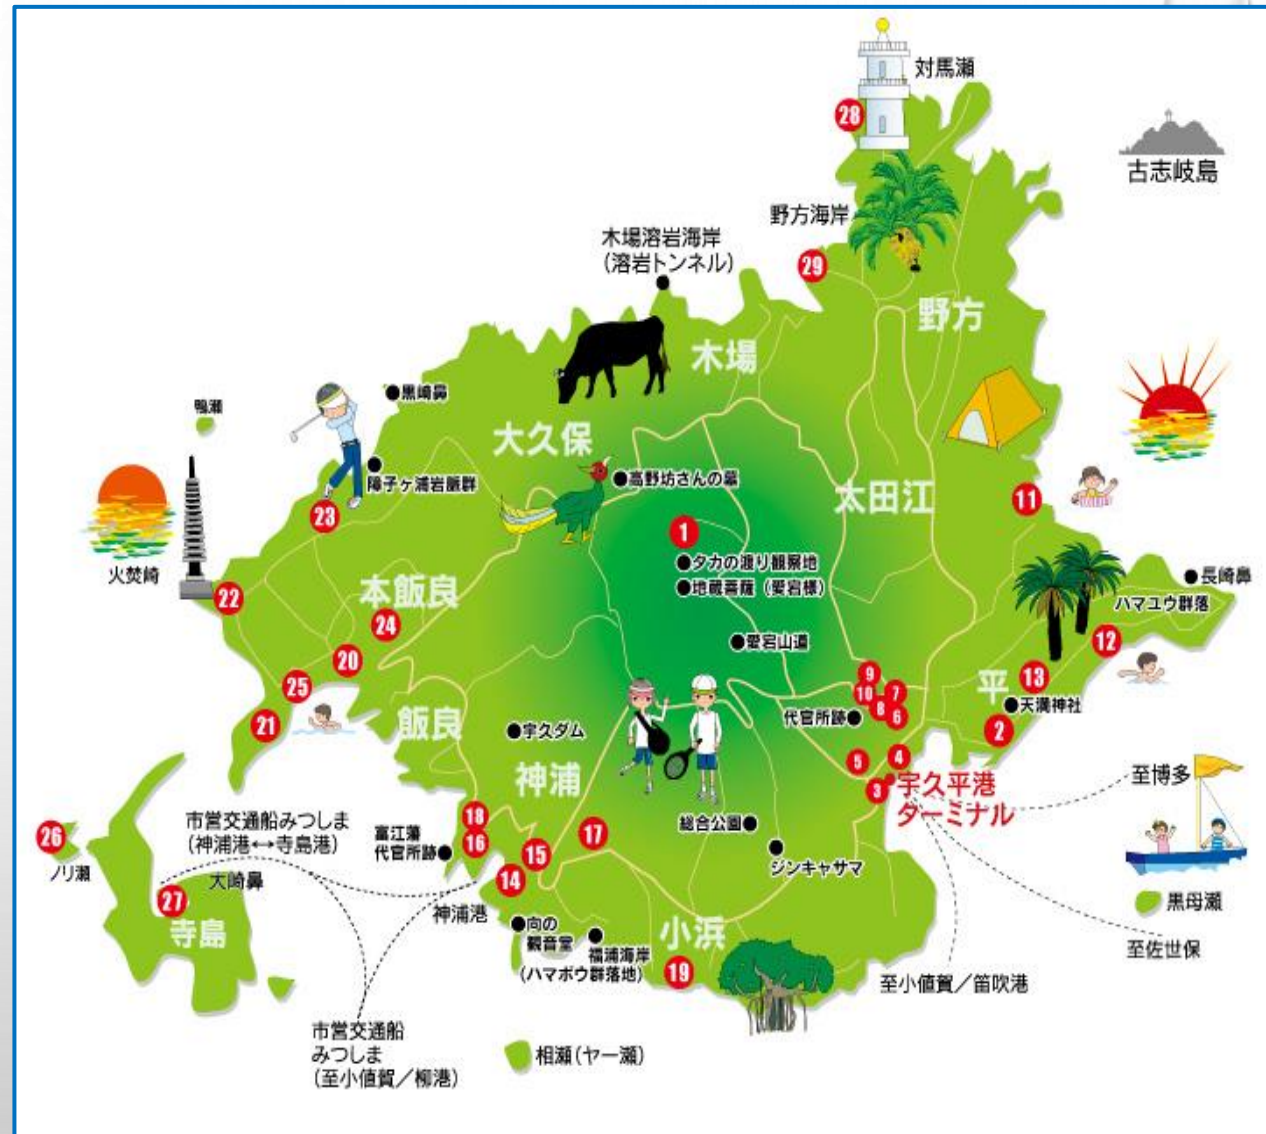 対馬瀬
28
古志岐島
野方海岸
29
木場溶岩海岸
(溶岩トンネル)
野方
木場
黒崎鼻
鴨瀬
大久保
障子ヶ浦岩脈群
高野坊さんの墓
太田江
11
23
1
タカの渡り観察地
地蔵菩薩(愛宕様)
火焚崎
22
本飯良
24
長崎鼻
ハマユウ群落
12
愛宕山道
20
25
21
9
10
7
8
6
13
平
天満神社
2
代官所跡
飯良
宇久ダム
神浦
5
4
3
宇久平港
ターミナル
至博多
市営交通船みつしま
(神浦港↔寺島港)
18
16
富江藩
代官所跡
15
17
14
総合公園
ジンキャサマ
26
ノリ瀬
大崎鼻
27
寺島
神浦港
向の
観音堂
福浦海岸
(ハマボウ群落地)
小浜
19
黒母瀬
至佐世保
至小値賀/笛吹港
市営交通船
みつしま
(至小値賀/柳港)
相瀬(ヤー瀬)